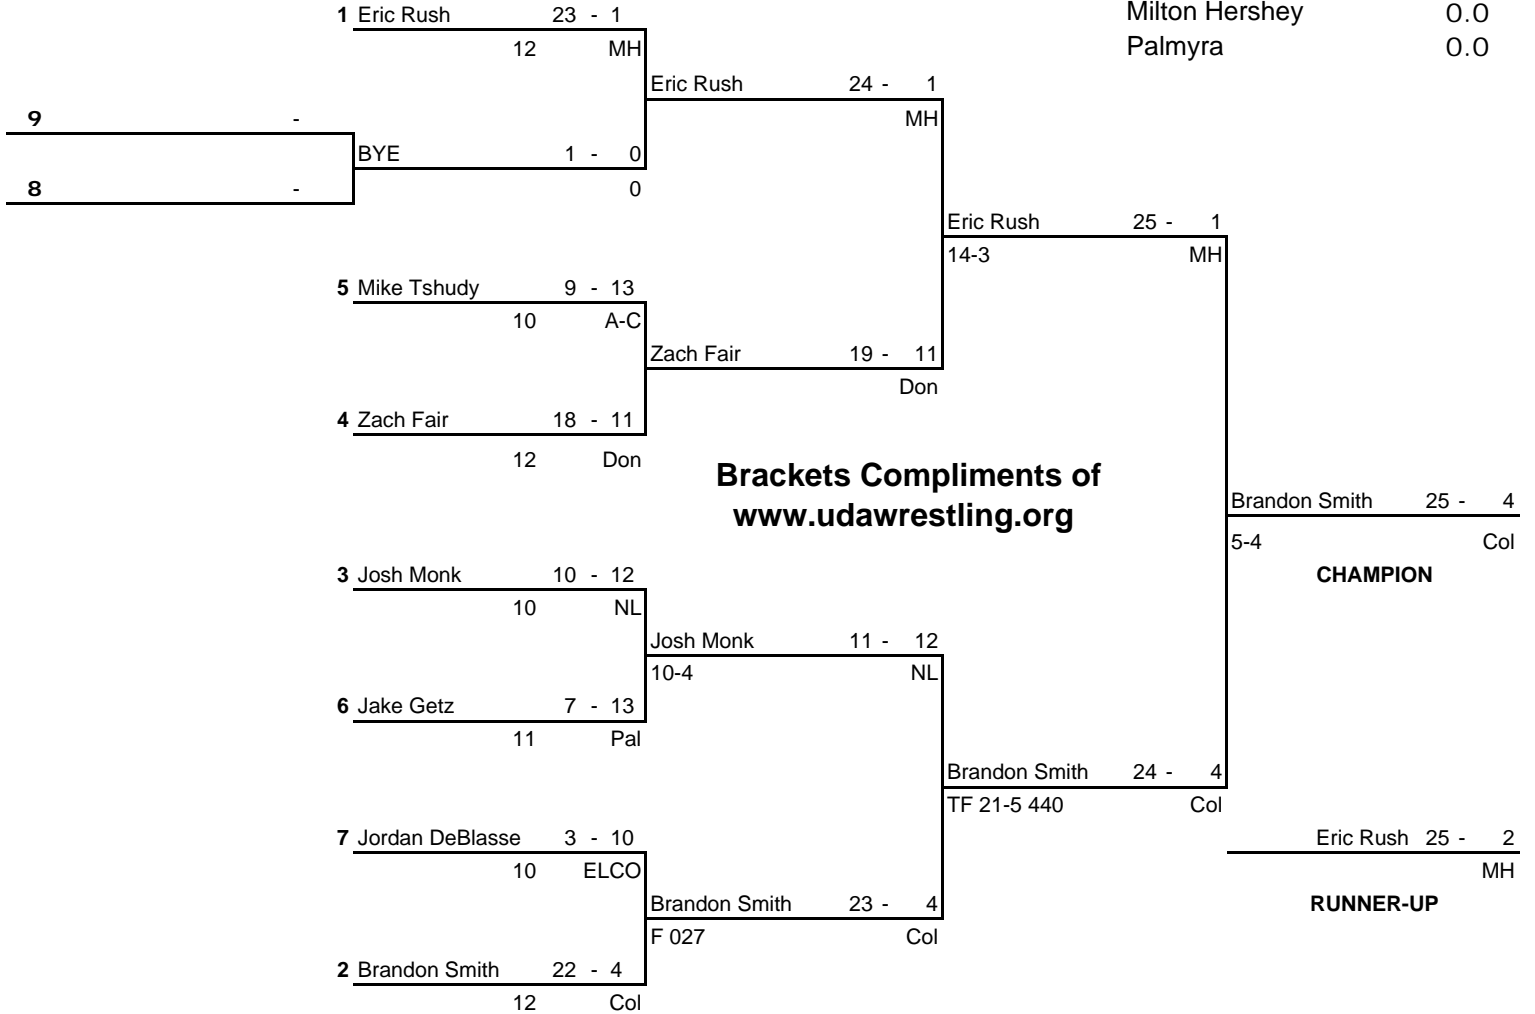 1 Eric Rush 23 - 1
Milton Hershey 0.0
12 MH
Palmyra 0.0
Eric Rush 24 - 1
9 -
MH
BYE 1 - 0
8 -
0
Eric Rush 25 - 1
14-3 MH
5 Mike Tshudy 9 - 13
10 A-C
Zach Fair 19 - 11
Don
4 Zach Fair 18 - 11
12 Don
Brackets Compliments of
www.udawrestling.org
Brandon Smith 25 - 4
5-4 Col
CHAMPION
3 Josh Monk 10 - 12
10 NL
Josh Monk 11 - 12
10-4 NL
6 Jake Getz 7 - 13
11 Pal
Brandon Smith 24 - 4
TF 21-5 440 Col
7 Jordan DeBlasse 3 - 10
10 ELCO
Eric Rush 25 - 2
MH
RUNNER-UP
Brandon Smith 23 - 4
F 027 Col
2 Brandon Smith 22 - 4
12 Col